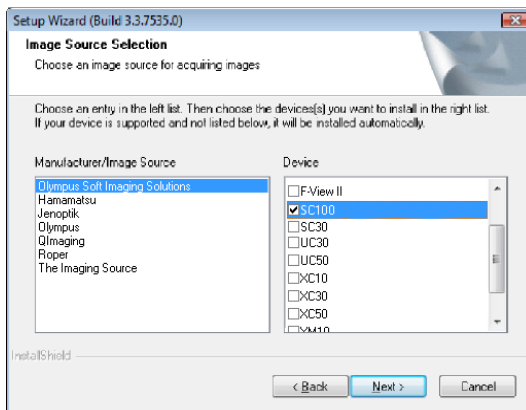 Setup Wizard (Build 3.3.7535.0)
Image Source Selection
Choose an image source for acquiring images
Choose an entry in the left list. Then choose the devices(s) you want to install in the right list.
If your device is supported and not listed below, it will be installed automatically.
Manufacturer/Image Source
Olympus Soft Imaging Solutions
Hamamatsu
Jenoptik
Olympus
QImaging
Roper
The Imaging Source
Device
F-View II
SC100
SC30
UC30
UC50
XC10
XC30
XC50
XM10
InstallShield
< Back
Next >
Cancel